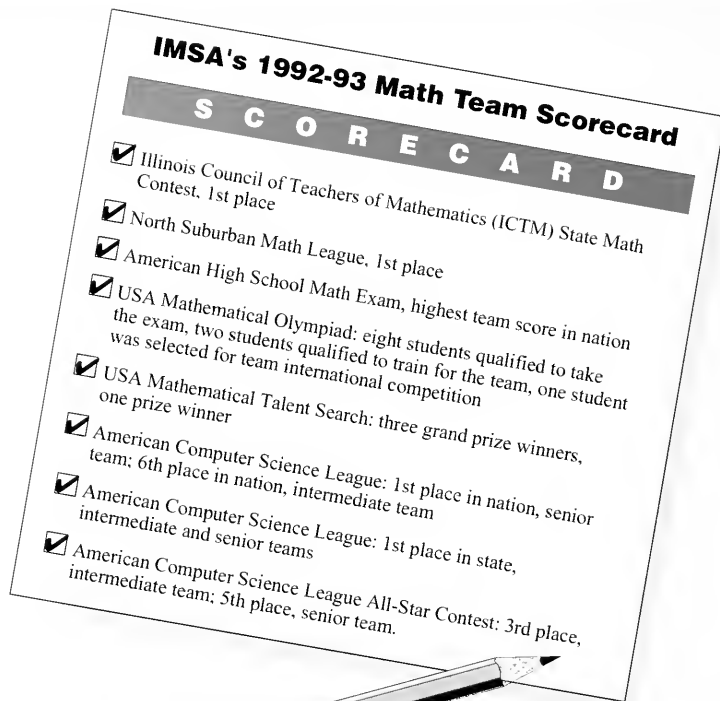 IMSA's 1992-93 Math Team Scorecard
SCORECARD
Illinois Council of Teachers of Mathematics (ICTM) State Math
Contest, 1st place
North Suburban Math League, 1st place
American High School Math Exam, highest team score in nation
USA Mathematical Olympiad: eight students qualified to take
the exam, two students qualified to train for the team, one student
was selected for team international competition
USA Mathematical Talent Search: three grand prize winners,
one prize winner
American Computer Science League: 1st place in nation, senior
team; 6th place in nation, intermediate team
American Computer Science League: 1st place in state,
intermediate and senior teams
American Computer Science League All-Star Contest: 3rd place,
intermediate team; 5th place, senior team.